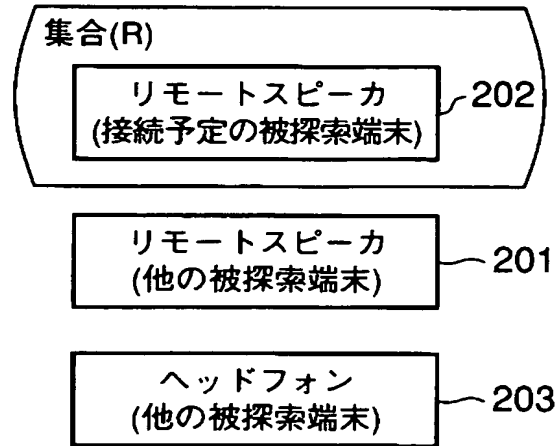 集合(R)
リモートスピーカ
(接続予定の被探索端末)
202
リモートスピーカ
(他の被探索端末)
201
ヘッドフォン
(他の被探索端末)
203